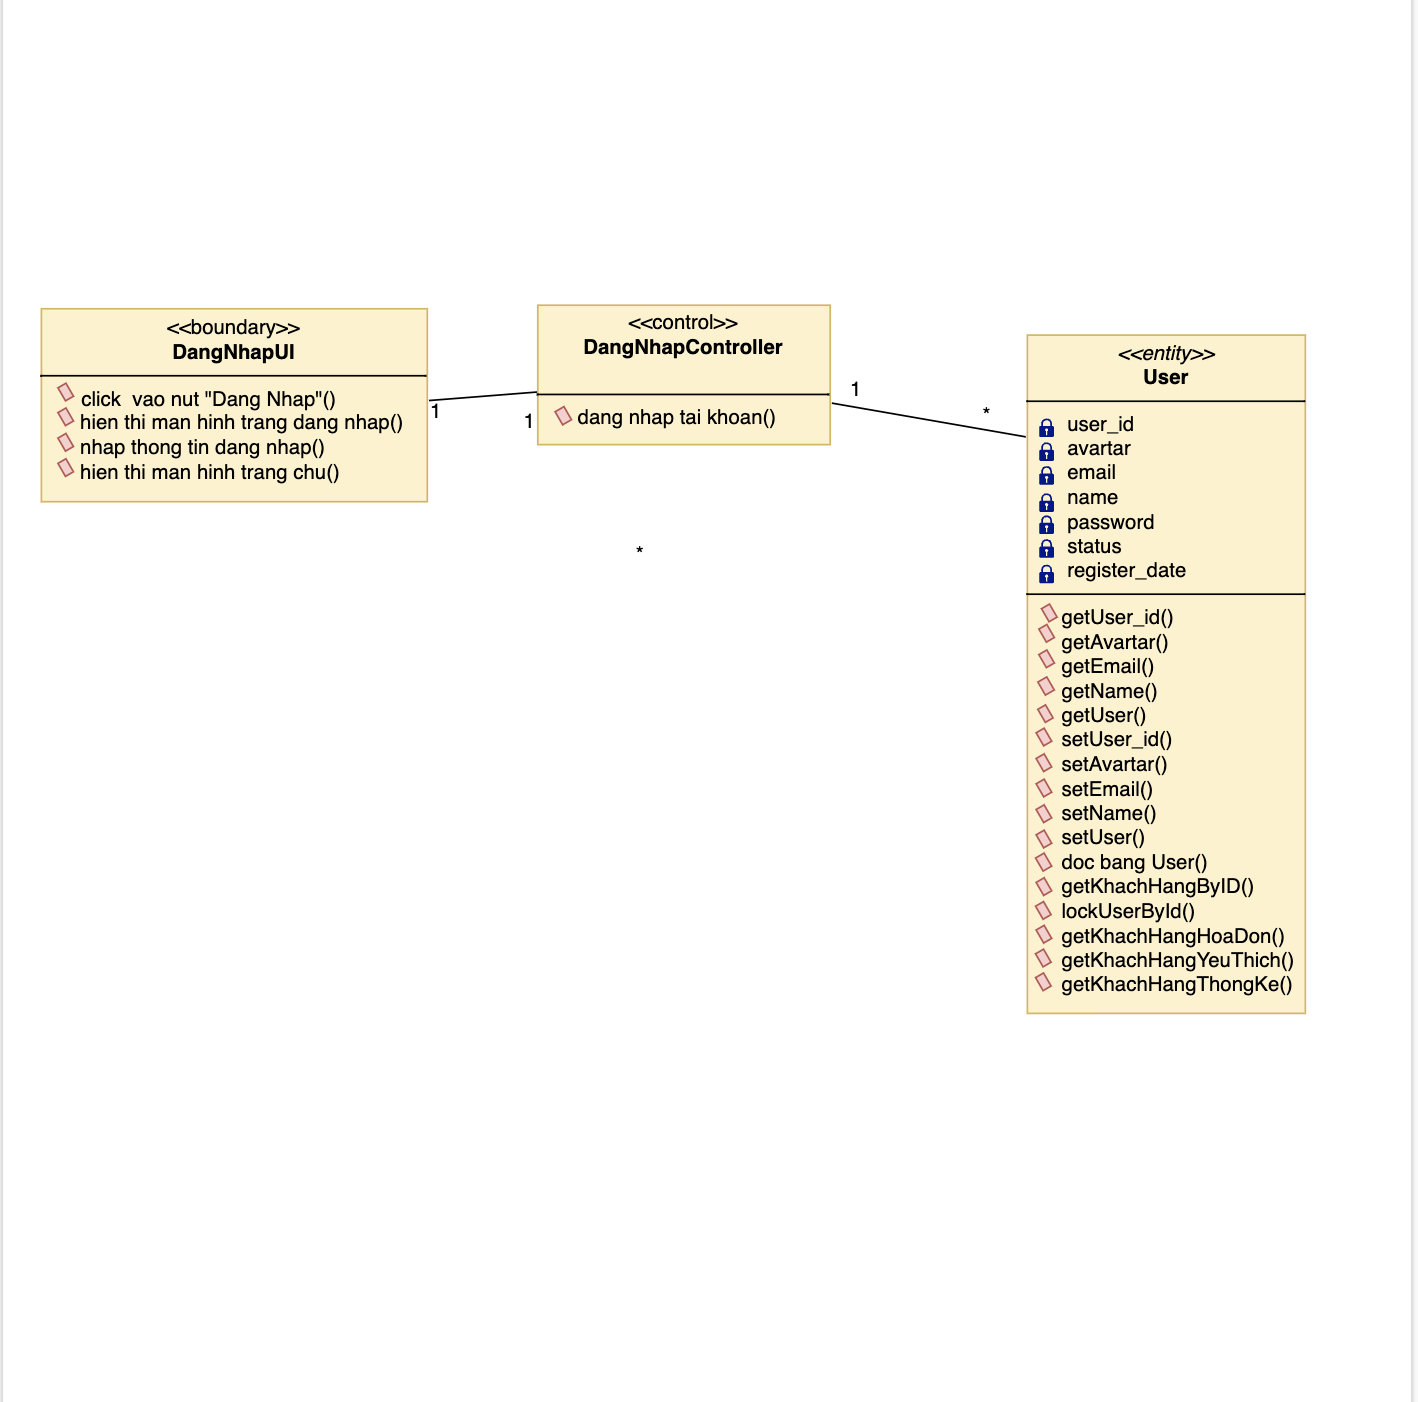 <<boundary>>
DangNhapUI
click  vao nut "Dang Nhap"()
hien thi man hinh trang dang nhap()
nhap thong tin dang nhap()
hien thi man hinh trang chu()
1
1
<<control>>
DangNhapController
dang nhap tai khoan()
1
*
*
<<entity>>
User
user_id
avartar
email
name
password
status
register_date
getUser_id()
getAvartar()
getEmail()
getName()
getUser()
setUser_id()
setAvartar()
setEmail()
setName()
setUser()
doc bang User()
getKhachHangByID()
lockUserById()
getKhachHangHoaDon()
getKhachHangYeuThich()
getKhachHangThongKe()